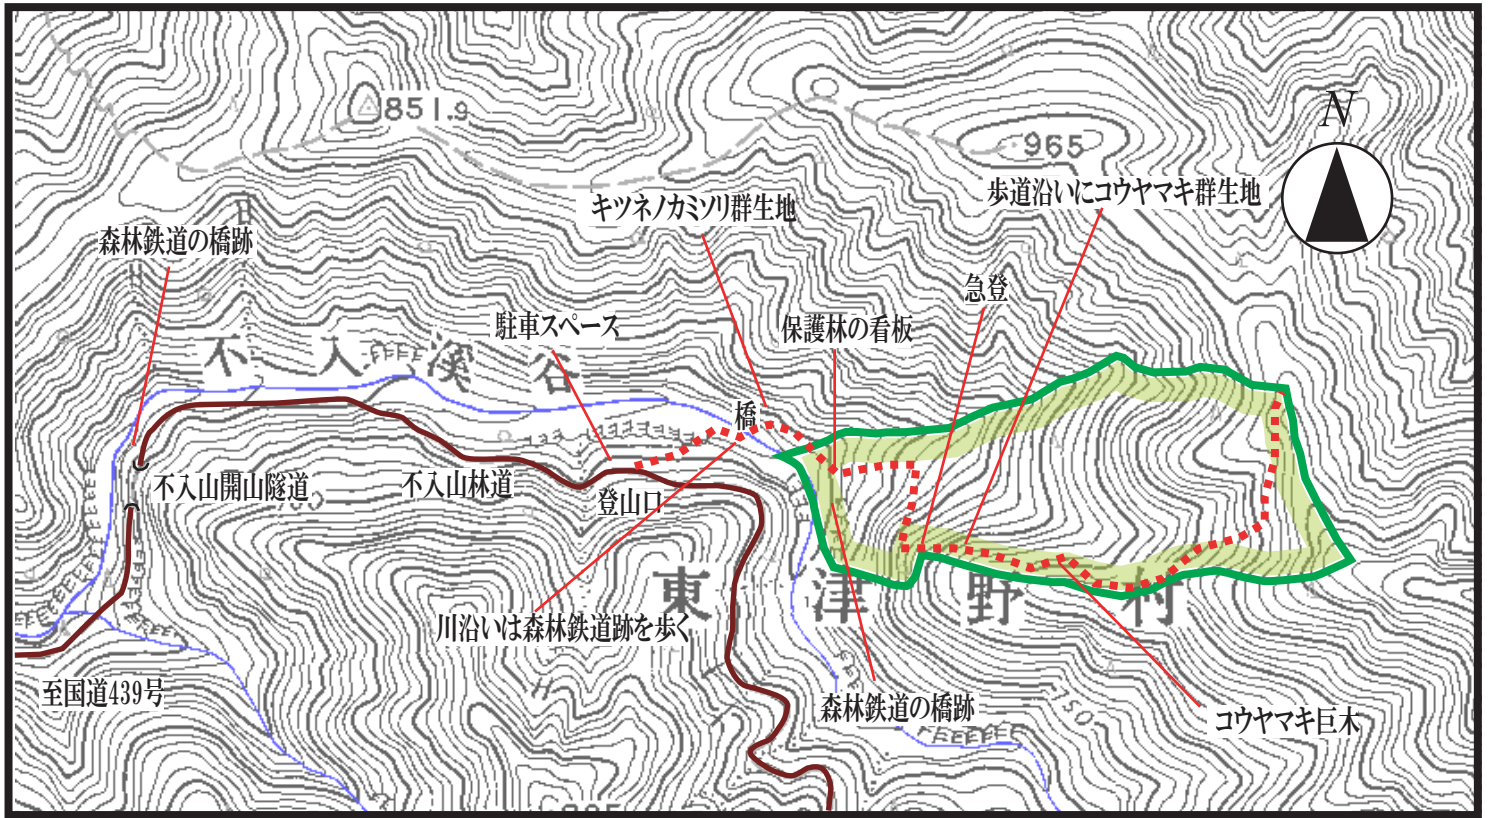 N
851.9
965
歩道沿いにコウヤマキ群生地
キツネノカミソリ群生地
森林鉄道の橋跡
急登
駐車スペース
保護林の看板
不入渓谷
橋
不入山開山隧道
不入山林道
登山口
東津野村
川沿いは森林鉄道跡を歩く
至国道439号
森林鉄道の橋跡
コウヤマキ巨木
750